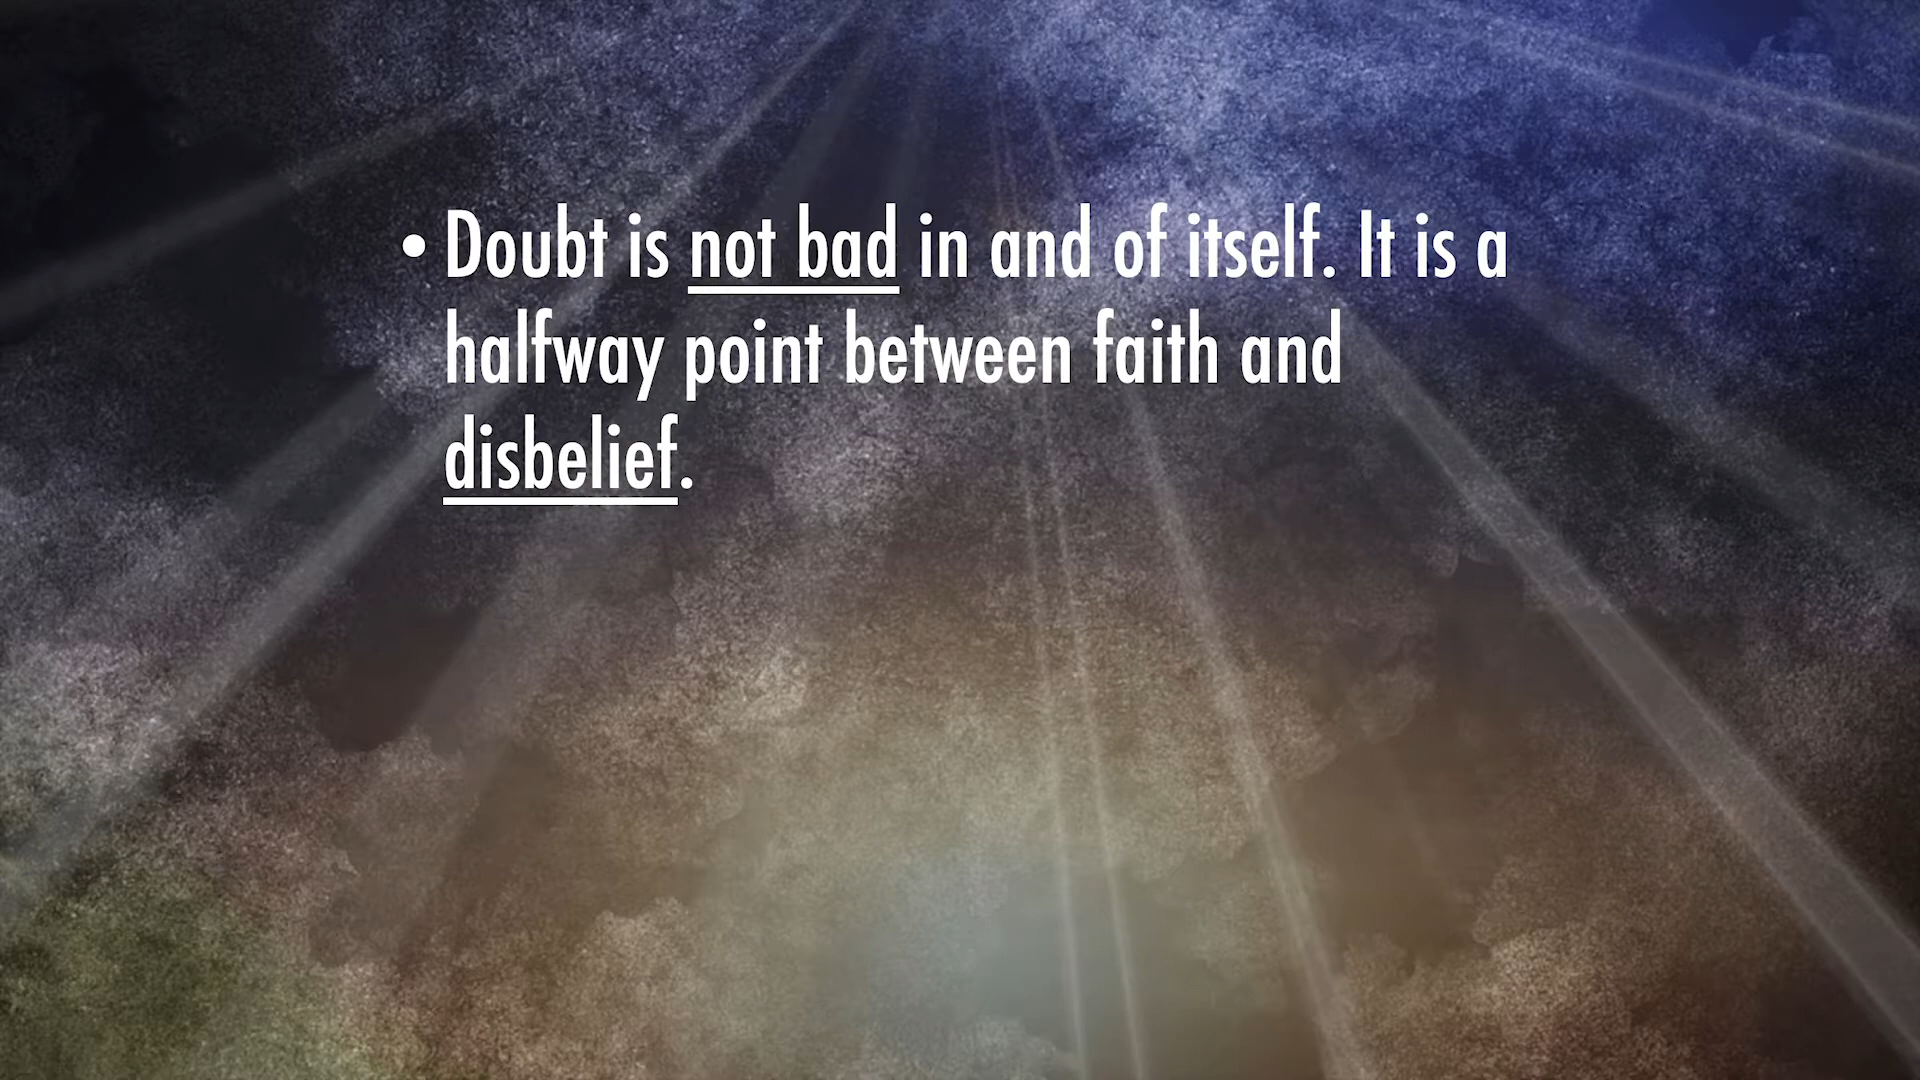 • Doubt is not bad in and of itself. It is a
halfway point between faith and
disbelief.